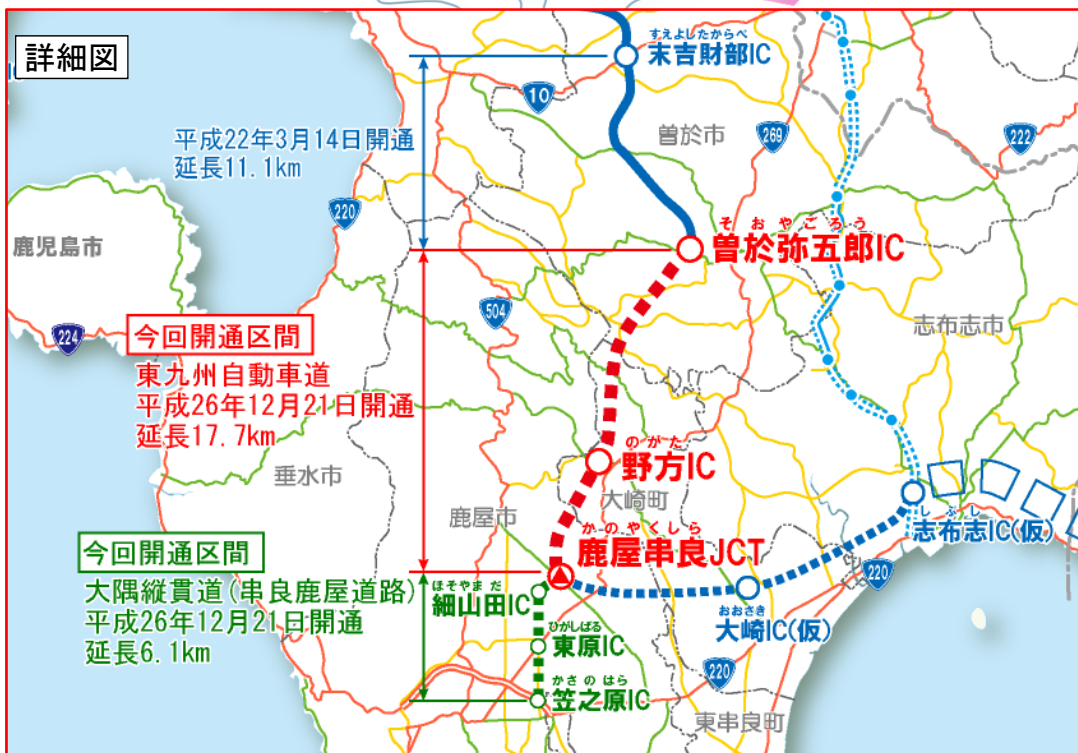 詳細図
すえよしたからべ
末吉財部IC
10
平成22年3月14日開通
延長11.1km
曽於市
269
222
220
鹿児島市
そおやごろう
曽於弥五郎IC
504
224
今回開通区間
東九州自動車道
平成26年12月21日開通
延長17.7km
志布志市
のがた
野方IC
垂水市
大崎町
鹿屋市
かのやくしら
鹿屋串良JCT
しぶし
志布志IC(仮)
220
今回開通区間
大隅縦貫道(串良鹿屋道路)
平成26年12月21日開通
延長6.1km
ほそやまだ
細山田IC
おおさき
大崎IC(仮)
ひがしばる
東原IC
220
かさのはら
笠之原IC
東串良町